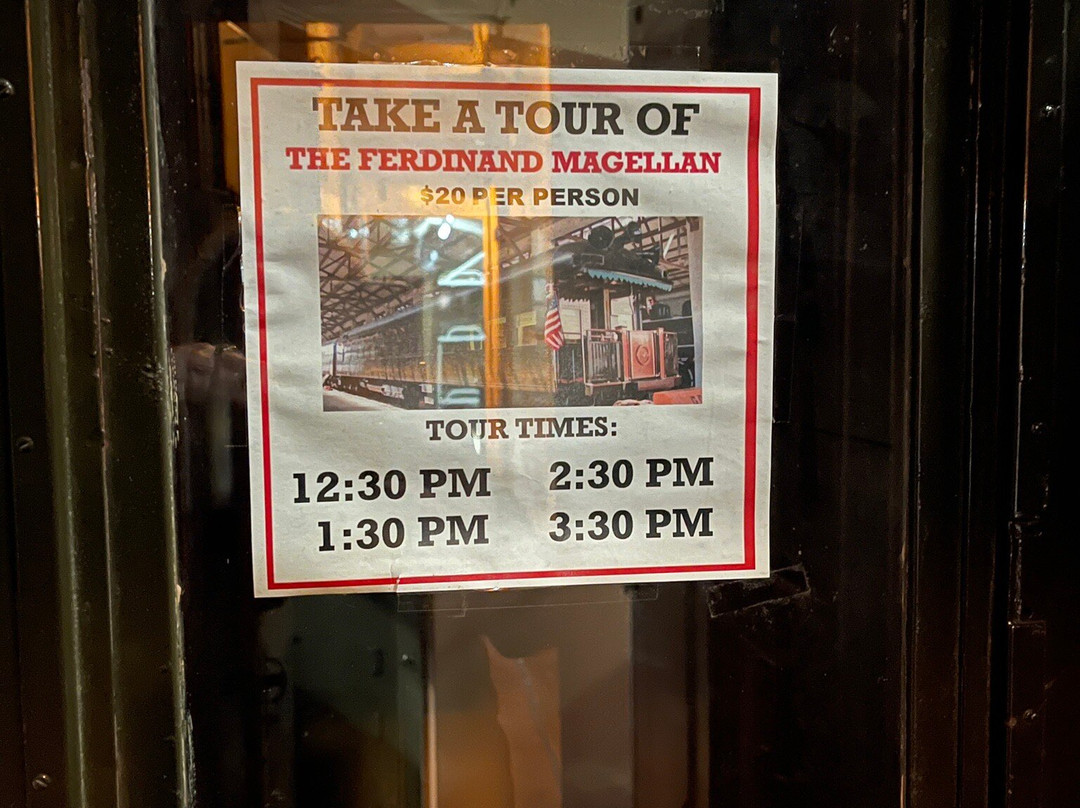 TAKE A TOUR OF
THE FERDINAND MAGELLAN
$20 PER PERSON
TOUR TIMES:
12:30 PM 2:30 PM
1:30 PM 3:30 PM